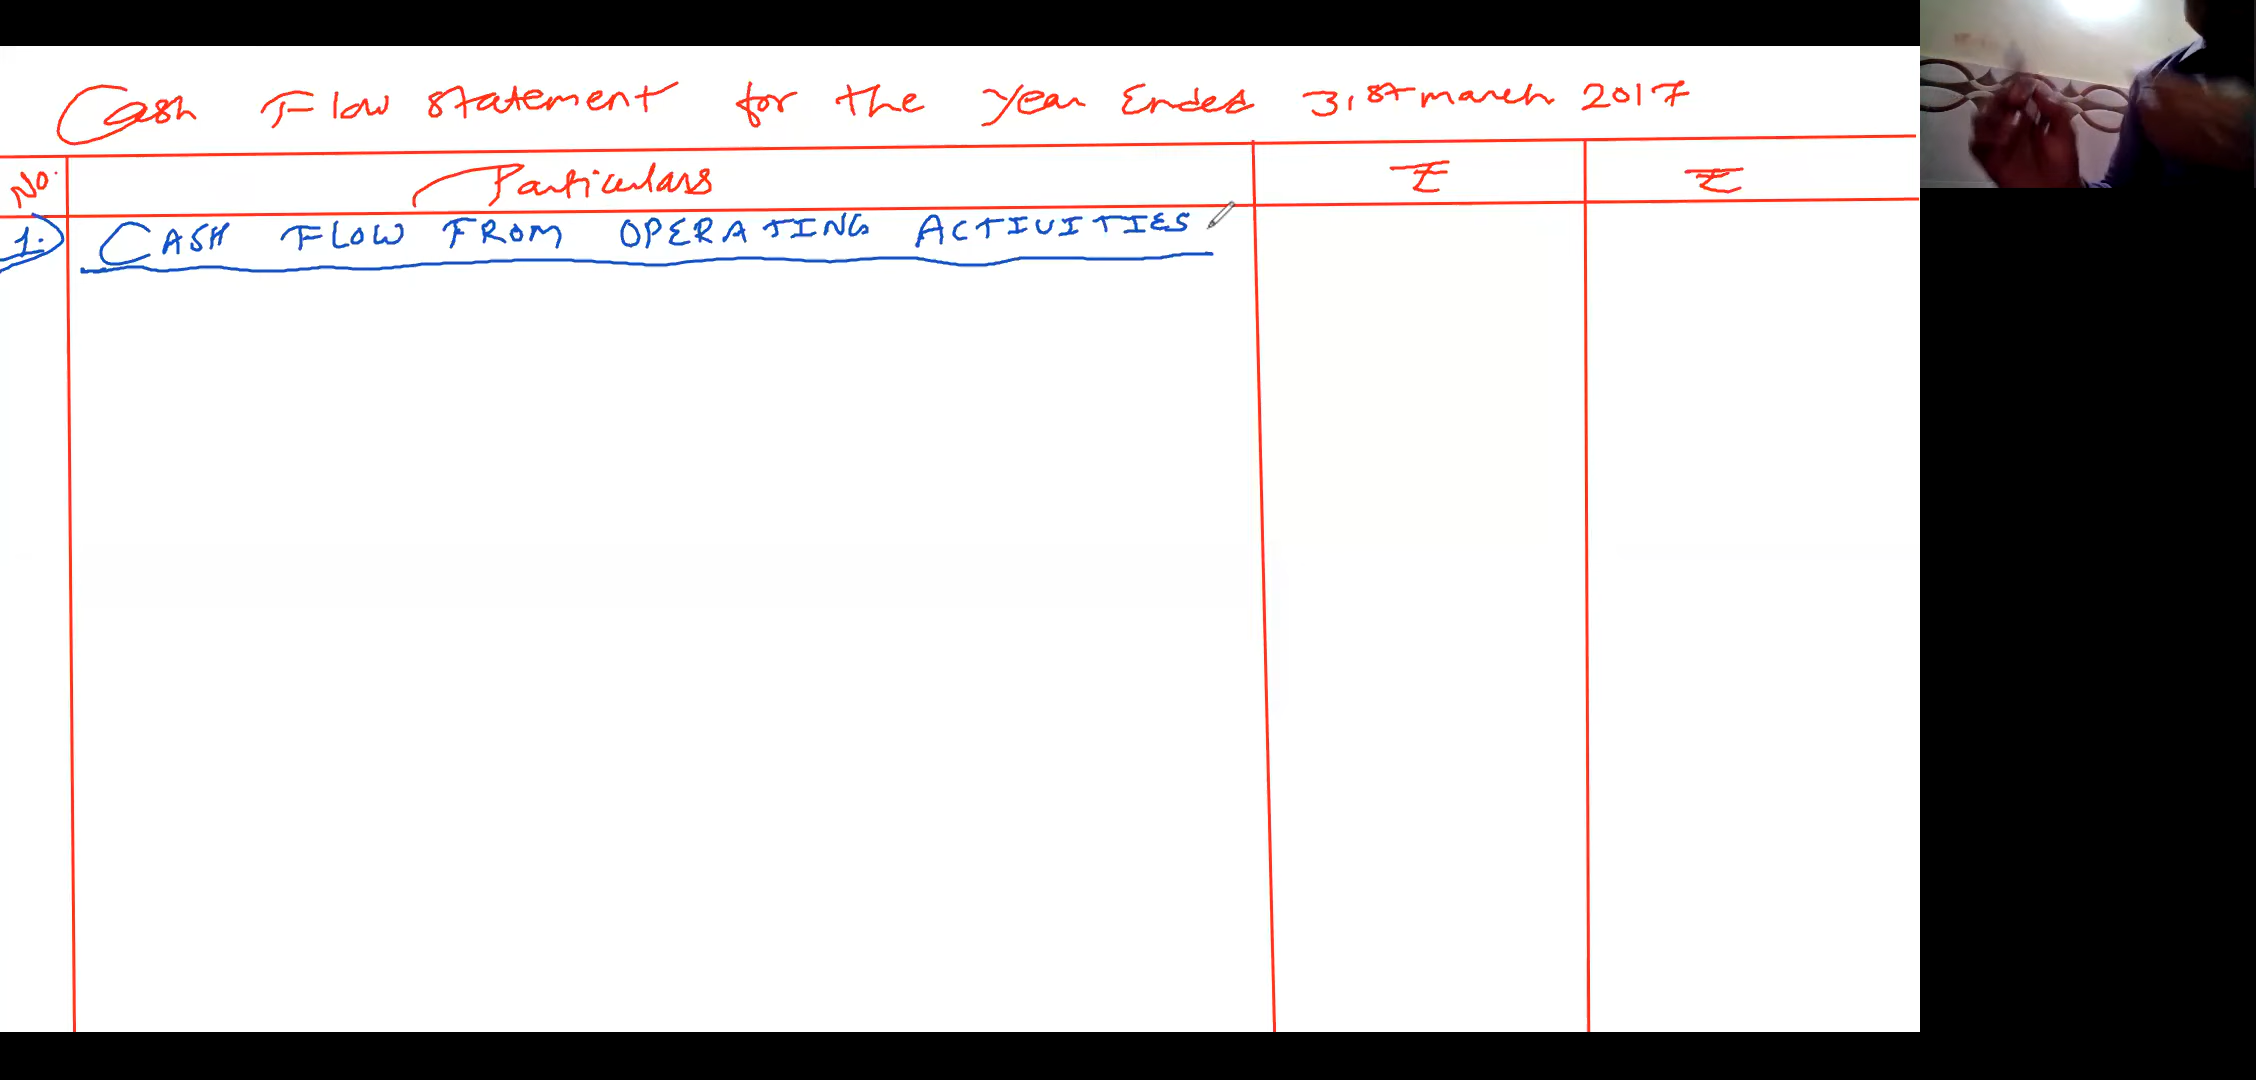 Cash Flow statement for the Year Ended 31st march 2017
No. Particulars ₹ ₹
1. CASH FLOW FROM OPERATING ACTIVITIES